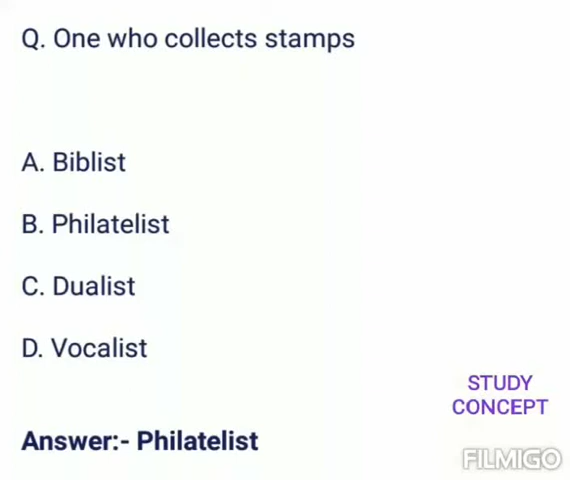 Q. One who collects stamps
A. Biblist
B. Philatelist
C. Dualist
D. Vocalist
STUDY
CONCEPT
Answer:- Philatelist
FILMIGO